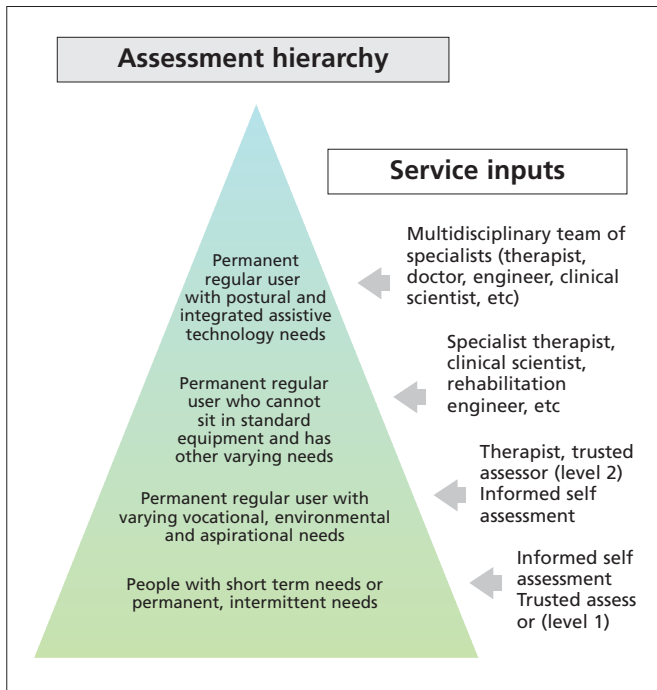 Assessment hierarchy
Service inputs
Permanent
regular user
with postural and
integrated assistive
technology needs
Multidisciplinary team of
specialists (therapist,
doctor, engineer, clinical
scientist, etc)
Permanent regular
user who cannot
sit in standard
equipment and has
other varying needs
Specialist therapist,
clinical scientist,
rehabilitation
engineer, etc
Permanent regular user with
varying vocational, environmental
and aspirational needs
Therapist, trusted
assessor (level 2)
Informed self
assessment
People with short term needs or
permanent, intermittent needs
Informed self
assessment
Trusted assess
or (level 1)